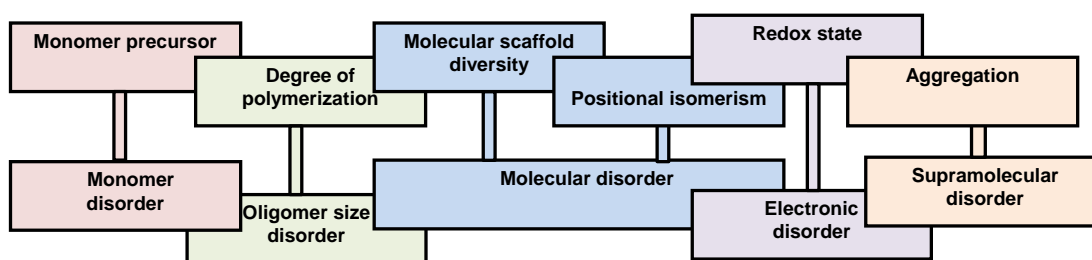 Monomer precursor
Degree of
polymerization
Molecular scaffold
diversity
Positional isomerism
Redox state
Aggregation
Monomer
disorder
Oligomer size
disorder
Molecular disorder
Electronic
disorder
Supramolecular
disorder